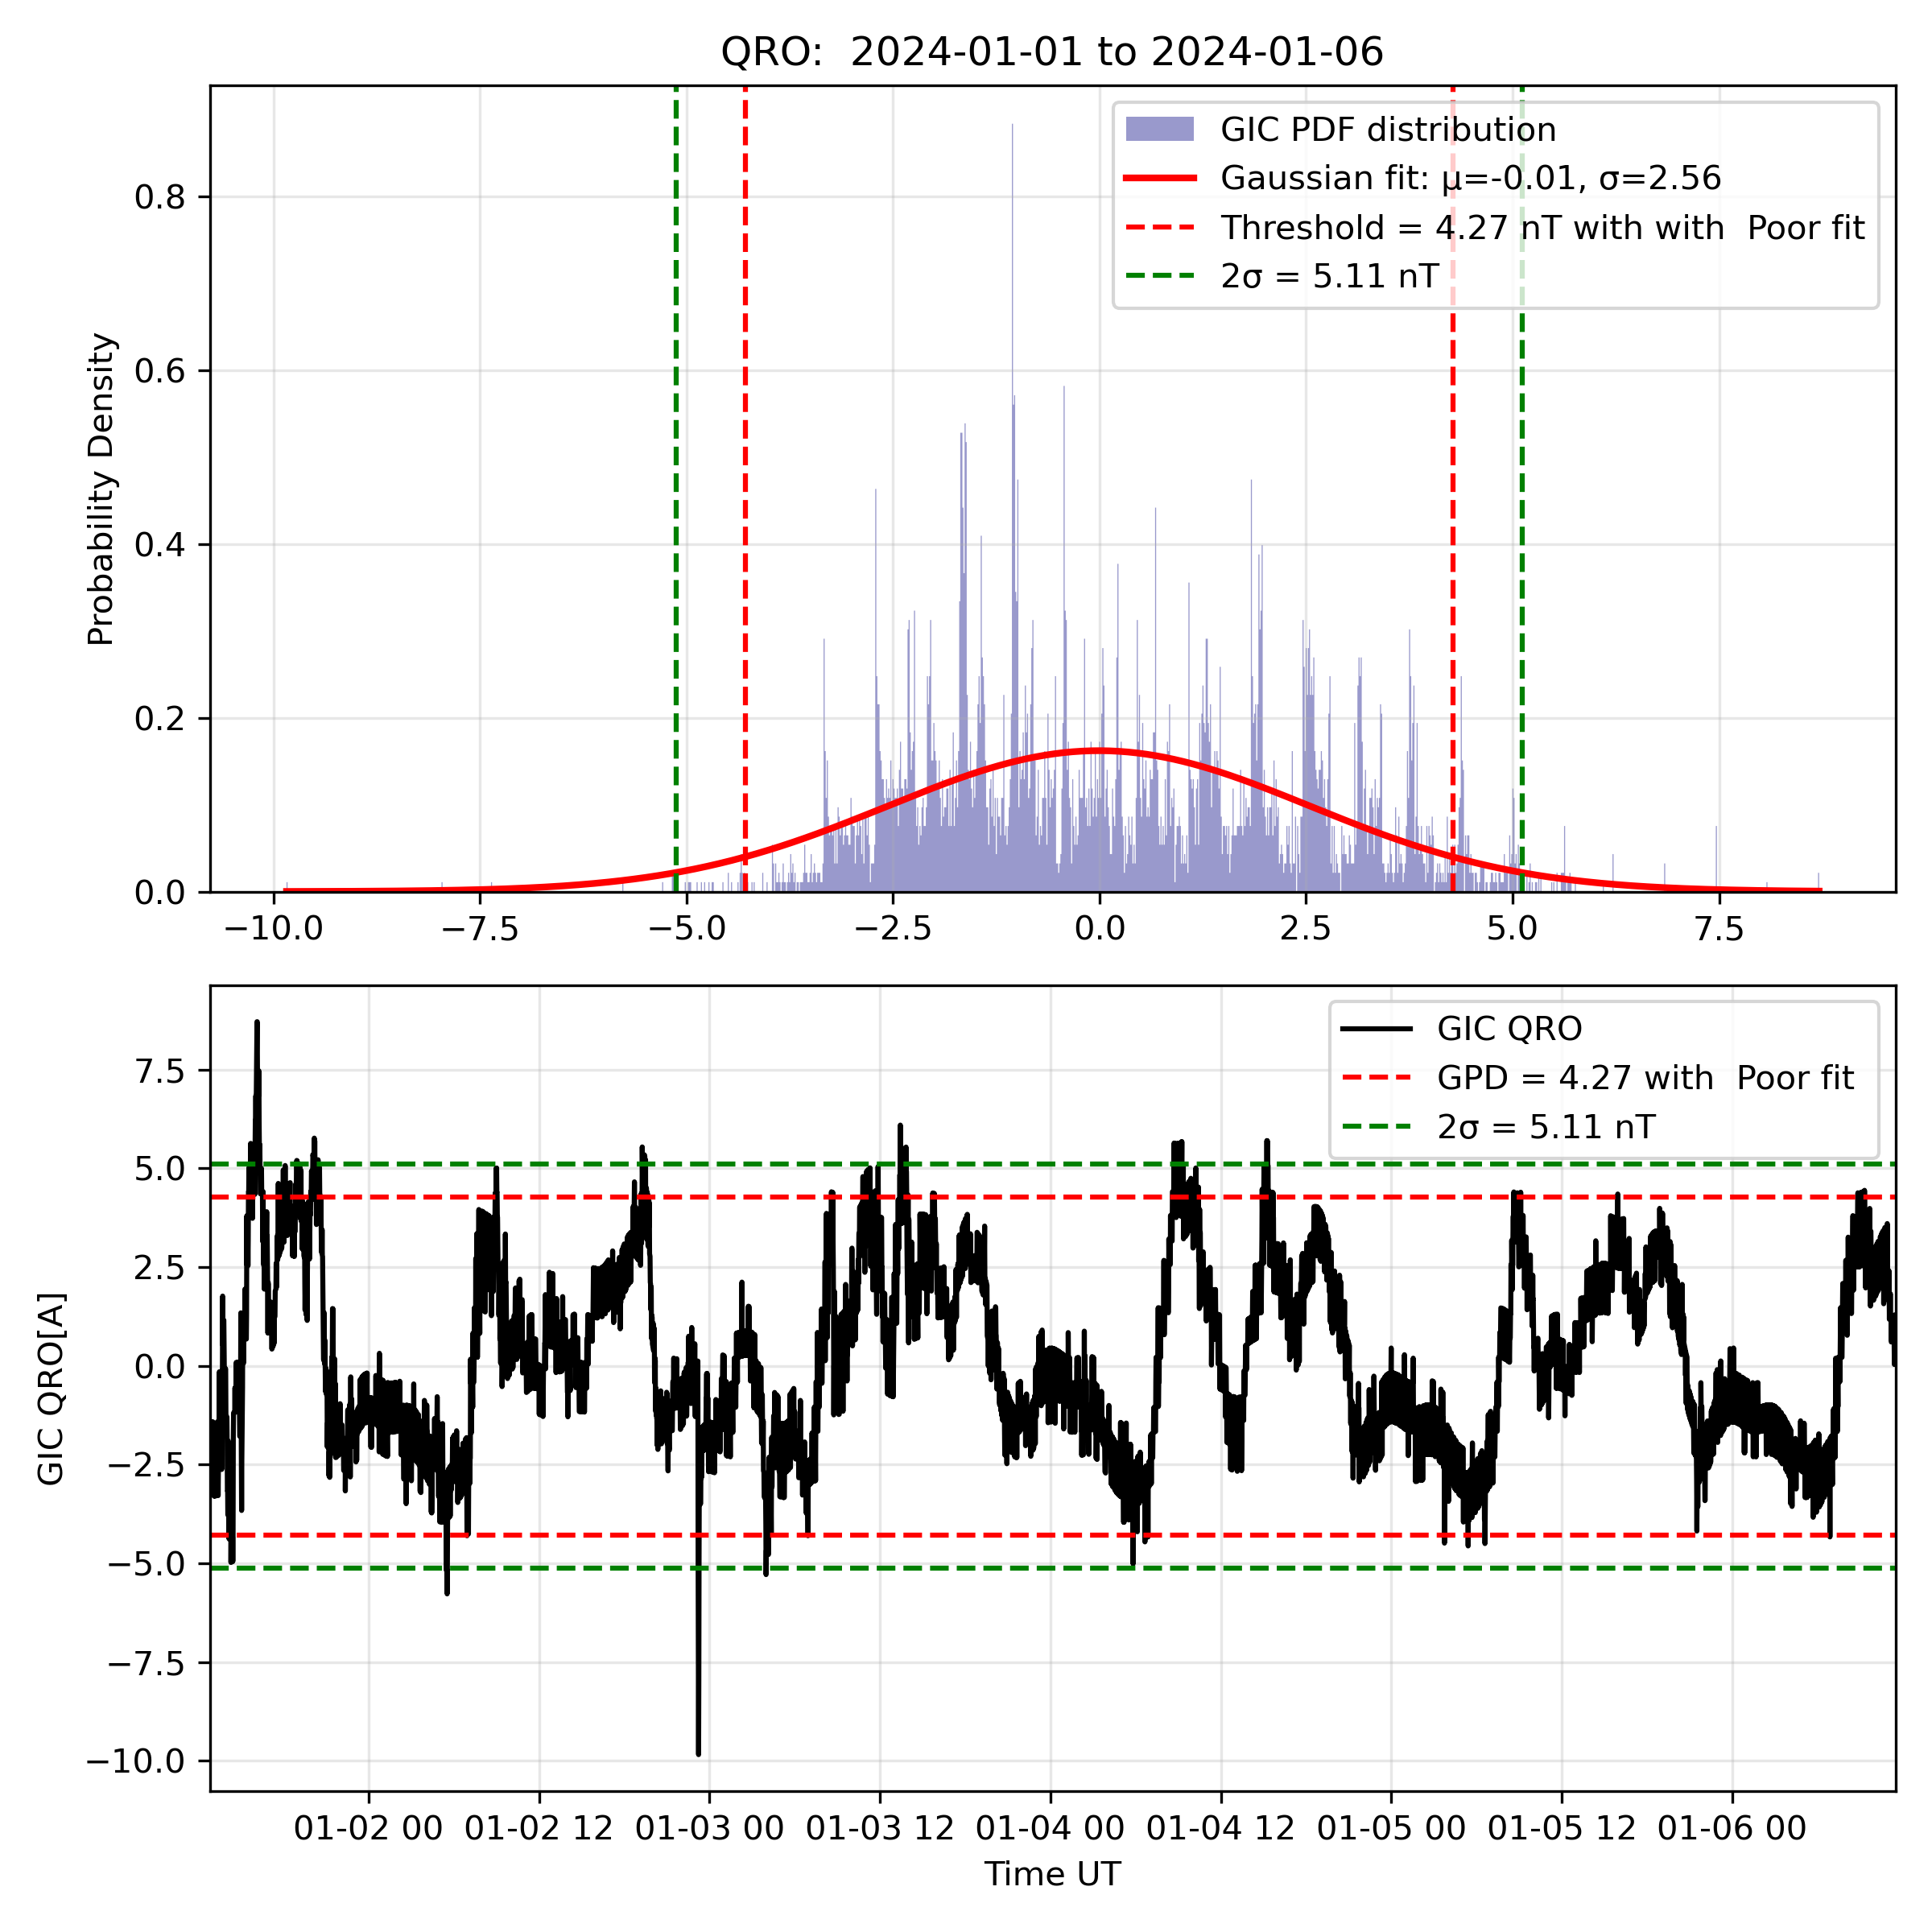 QRO:  2024-01-01 to 2024-01-06
GIC PDF distribution
Gaussian fit: μ=-0.01, σ=2.56
Threshold = 4.27 nT with with  Poor fit
2σ = 5.11 nT
Probability Density
0.8
0.6
0.4
0.2
0.0
−10.0 −7.5 −5.0 −2.5 0.0 2.5 5.0 7.5
GIC QRO
GPD = 4.27 with  Poor fit
2σ = 5.11 nT
GIC QRO[A]
7.5
5.0
2.5
0.0
−2.5
−5.0
−7.5
−10.0
01-02 00 01-02 12 01-03 00 01-03 12 01-04 00 01-04 12 01-05 00 01-05 12 01-06 00
Time UT